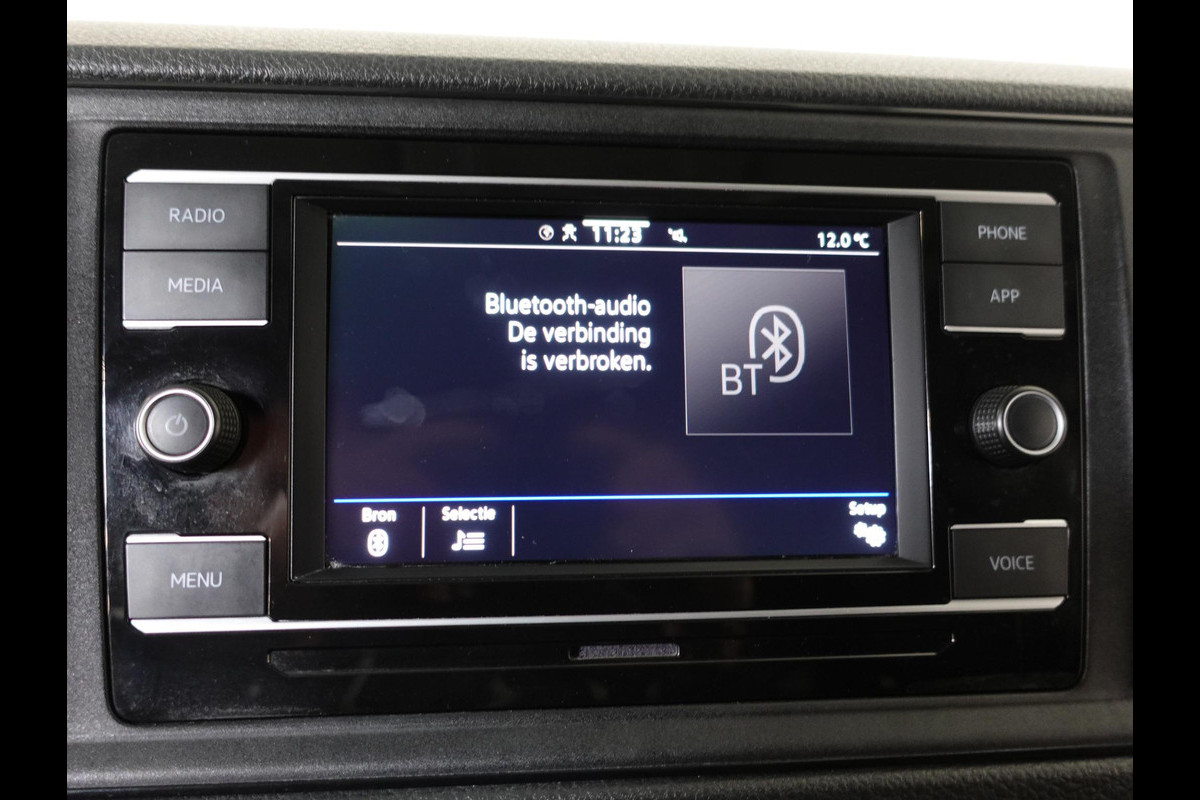 RADIO
MEDIA
MENU
11:23
12.0 °C
Bluetooth-audio
De verbinding
is verbroken.
BT
Bron
Selectie
Setup
PHONE
APP
VOICE